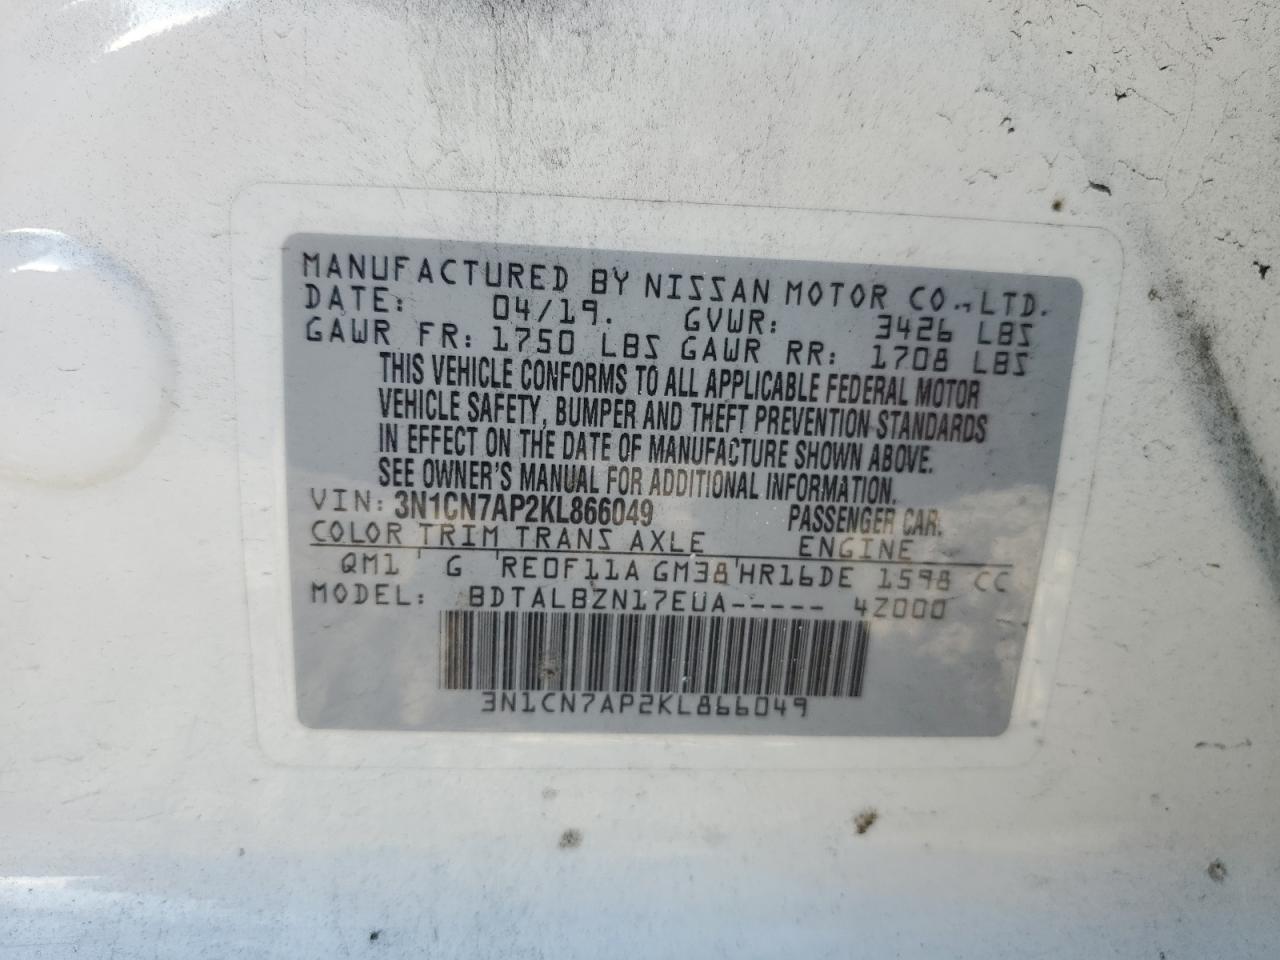 MANUFACTURED BY NISSAN MOTOR CO.,LTD.
DATE: 04/19. GVWR: 3426 LBS
GAWR FR: 1750 LBS GAWR RR: 1708 LBS
THIS VEHICLE CONFORMS TO ALL APPLICABLE FEDERAL MOTOR
VEHICLE SAFETY, BUMPER AND THEFT PREVENTION STANDARDS
IN EFFECT ON THE DATE OF MANUFACTURE SHOWN ABOVE.
SEE OWNER'S MANUAL FOR ADDITIONAL INFORMATION.
VIN: 3N1CN7AP2KL866049 PASSENGER CAR.
COLOR TRIM TRANS AXLE ENGINE
QM1 ' G ' RE0F11A GM38 ' HR16DE 1598 CC
MODEL: BDTALBZN17EUA----- 4Z000
3N1CN7AP2KL866049